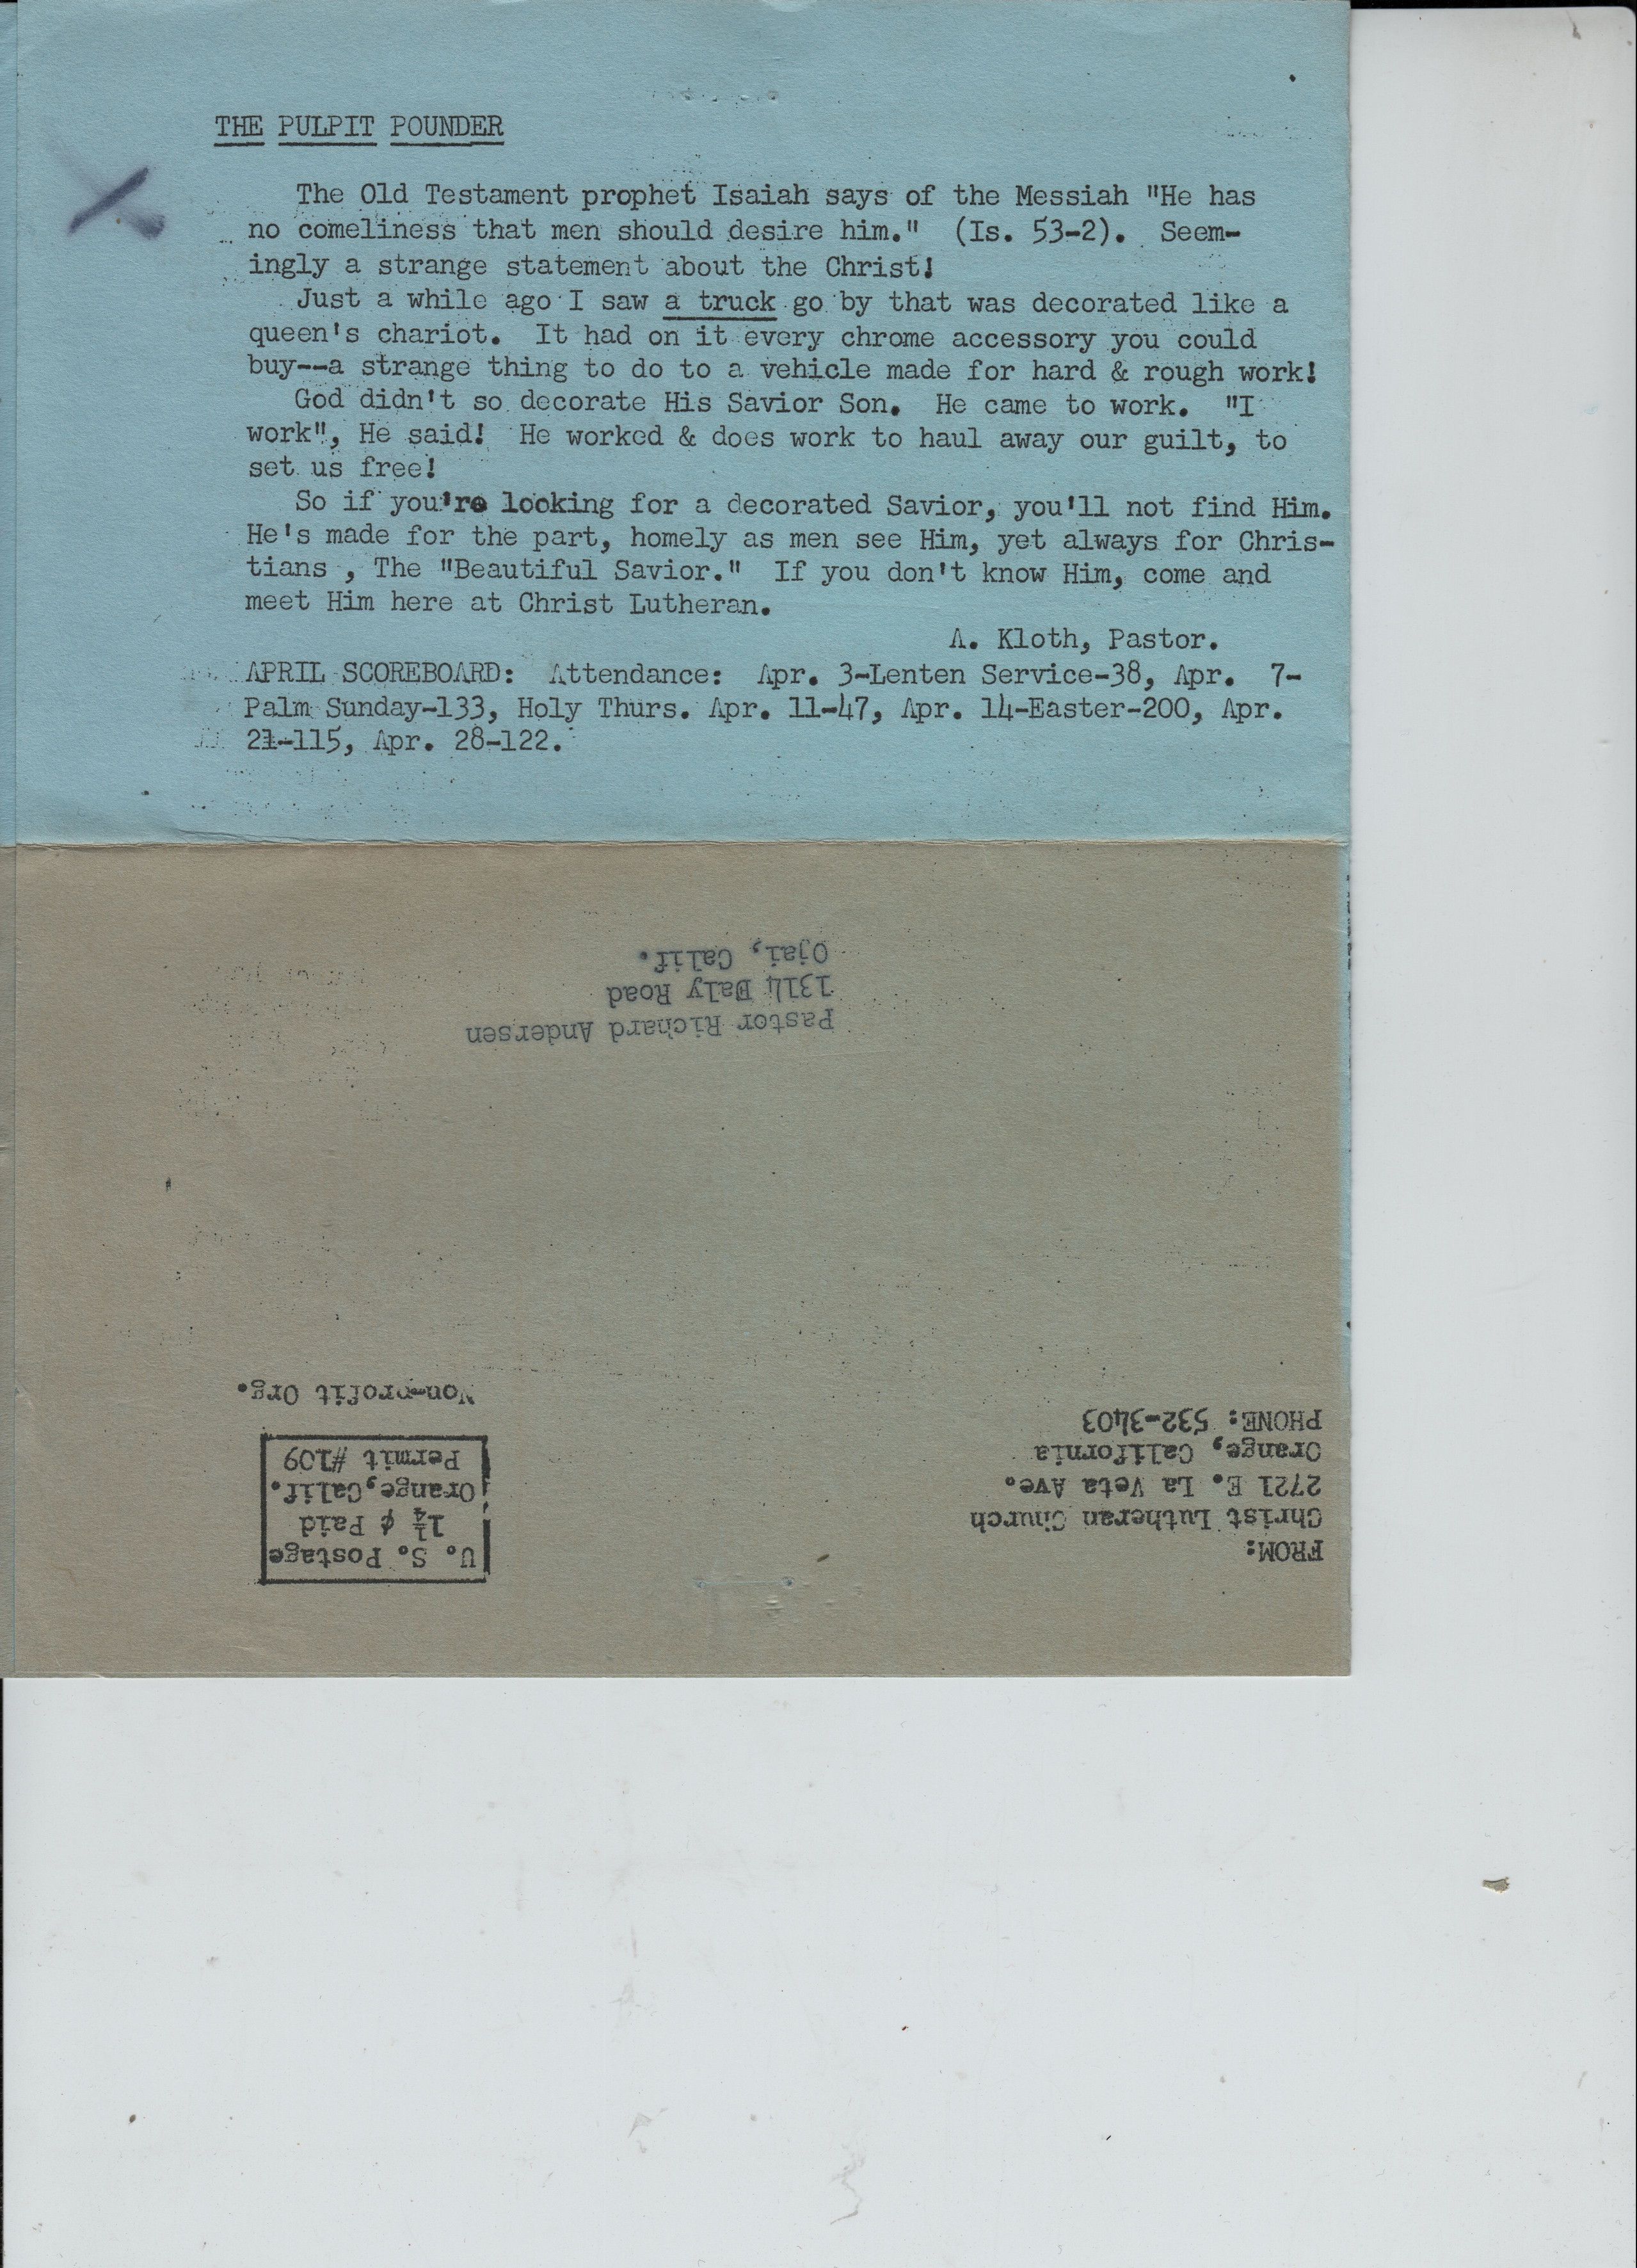 THE PULPIT POUNDER
The Old Testament prophet Isaiah says of the Messiah "He has
no comeliness that men should desire him." (Is. 53-2). Seem-
ingly a strange statement about the Christ!
Just a while ago I saw a truck go by that was decorated like a
queen's chariot. It had on it every chrome accessory you could
buy--a strange thing to do to a vehicle made for hard & rough work!
God didn't so decorate His Savior Son. He came to work. "I
work", He said! He worked & does work to haul away our guilt, to
set us free!
So if you're looking for a decorated Savior, you'll not find Him.
He's made for the part, homely as men see Him, yet always for Chris-
tians , The "Beautiful Savior." If you don't know Him, come and
meet Him here at Christ Lutheran.
A. Kloth, Pastor.
APRIL SCOREBOARD: Attendance: Apr. 3-Lenten Service-38, Apr. 7-
Palm Sunday-133, Holy Thurs. Apr. 11-47, Apr. 14-Easter-200, Apr.
21-115, Apr. 28-122.
FROM:
Christ Lutheran Church
2721 E. La Veta Ave.
Orange, California
PHONE: 532-3403
U. S. Postage
1¼ ¢ Paid
Orange,Calif.
Permit #109
Non-profit Org.
Pastor Richard Andersen
1314 Daly Road
Ojai, Calif.